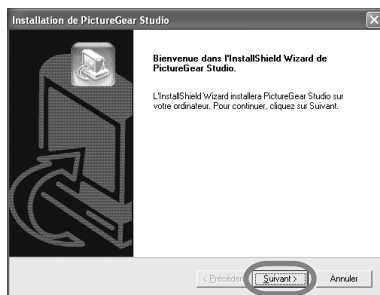 Installation de PictureGear Studio
Bienvenue dans l'InstallShield Wizard de
PictureGear Studio.
L'InstallShield Wizard installera PictureGear Studio sur
votre ordinateur. Pour continuer, cliquez sur Suivant.
< Précéden Suivant > Annuler